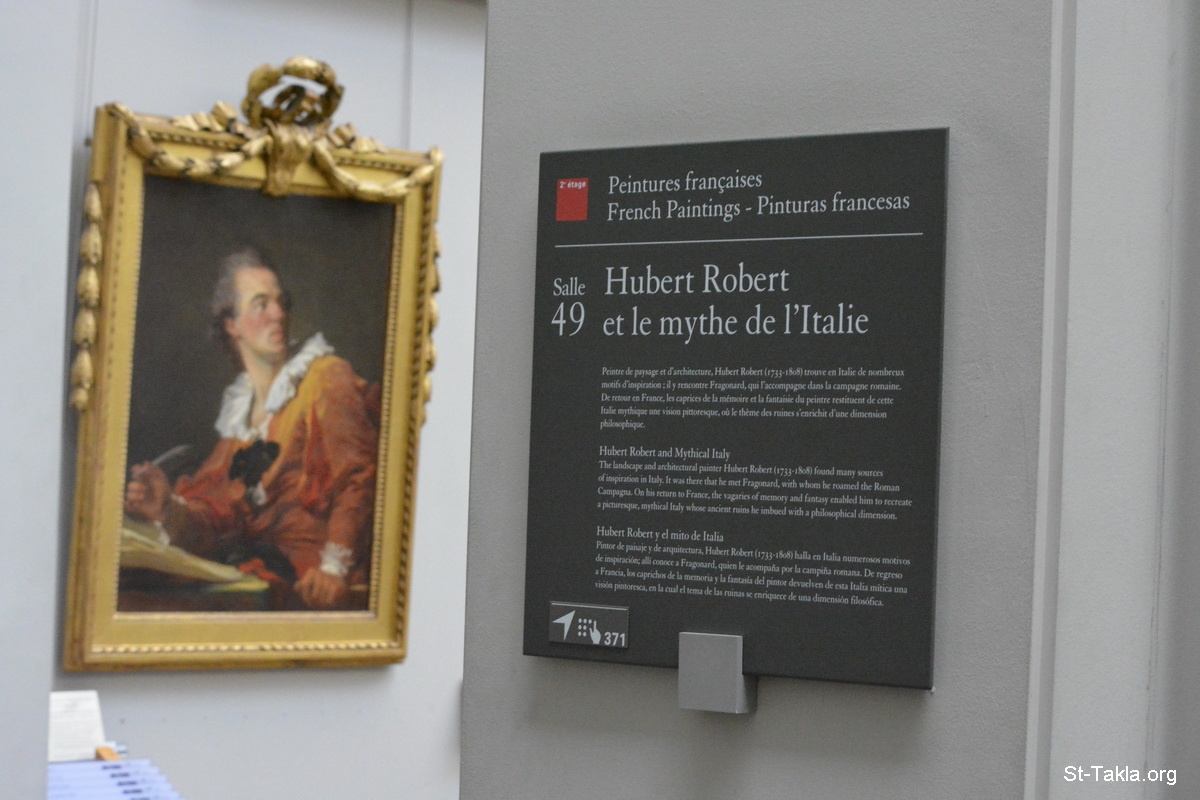 2e étage
Peintures françaises
French Paintings - Pinturas francesas
Salle
49
Hubert Robert
et le mythe de l'Italie
Peintre de paysage et d'architecture, Hubert Robert (1733-1808) trouve en Italie de nombreux
motifs d'inspiration ; il y rencontre Fragonard, qui l'accompagne dans la campagne romaine.
De retour en France, les caprices de la mémoire et la fantaisie du peintre restituent de cette
Italie mythique une vision pittoresque, où le thème des ruines s'enrichit d'une dimension
philosophique.
Hubert Robert and Mythical Italy
The landscape and architectural painter Hubert Robert (1733-1808) found many sources
of inspiration in Italy. It was there that he met Fragonard, with whom he roamed the Roman
Campagna. On his return to France, the vagaries of memory and fantasy enabled him to recreate
a picturesque, mythical Italy whose ancient ruins he imbued with a philosophical dimension.
Hubert Robert y el mito de Italia
Pintor de paisaje y de arquitectura, Hubert Robert (1733-1808) halla en Italia numerosos motivos
de inspiración; allí conoce a Fragonard, quien le acompaña por la campiña romana. De regreso
a Francia, los caprichos de la memoria y la fantasía del pintor devuelven de esta Italia mítica una
visión pintoresca, en la cual el tema de las ruinas se enriquece de una dimensión filosófica.
371
St-Takla.org